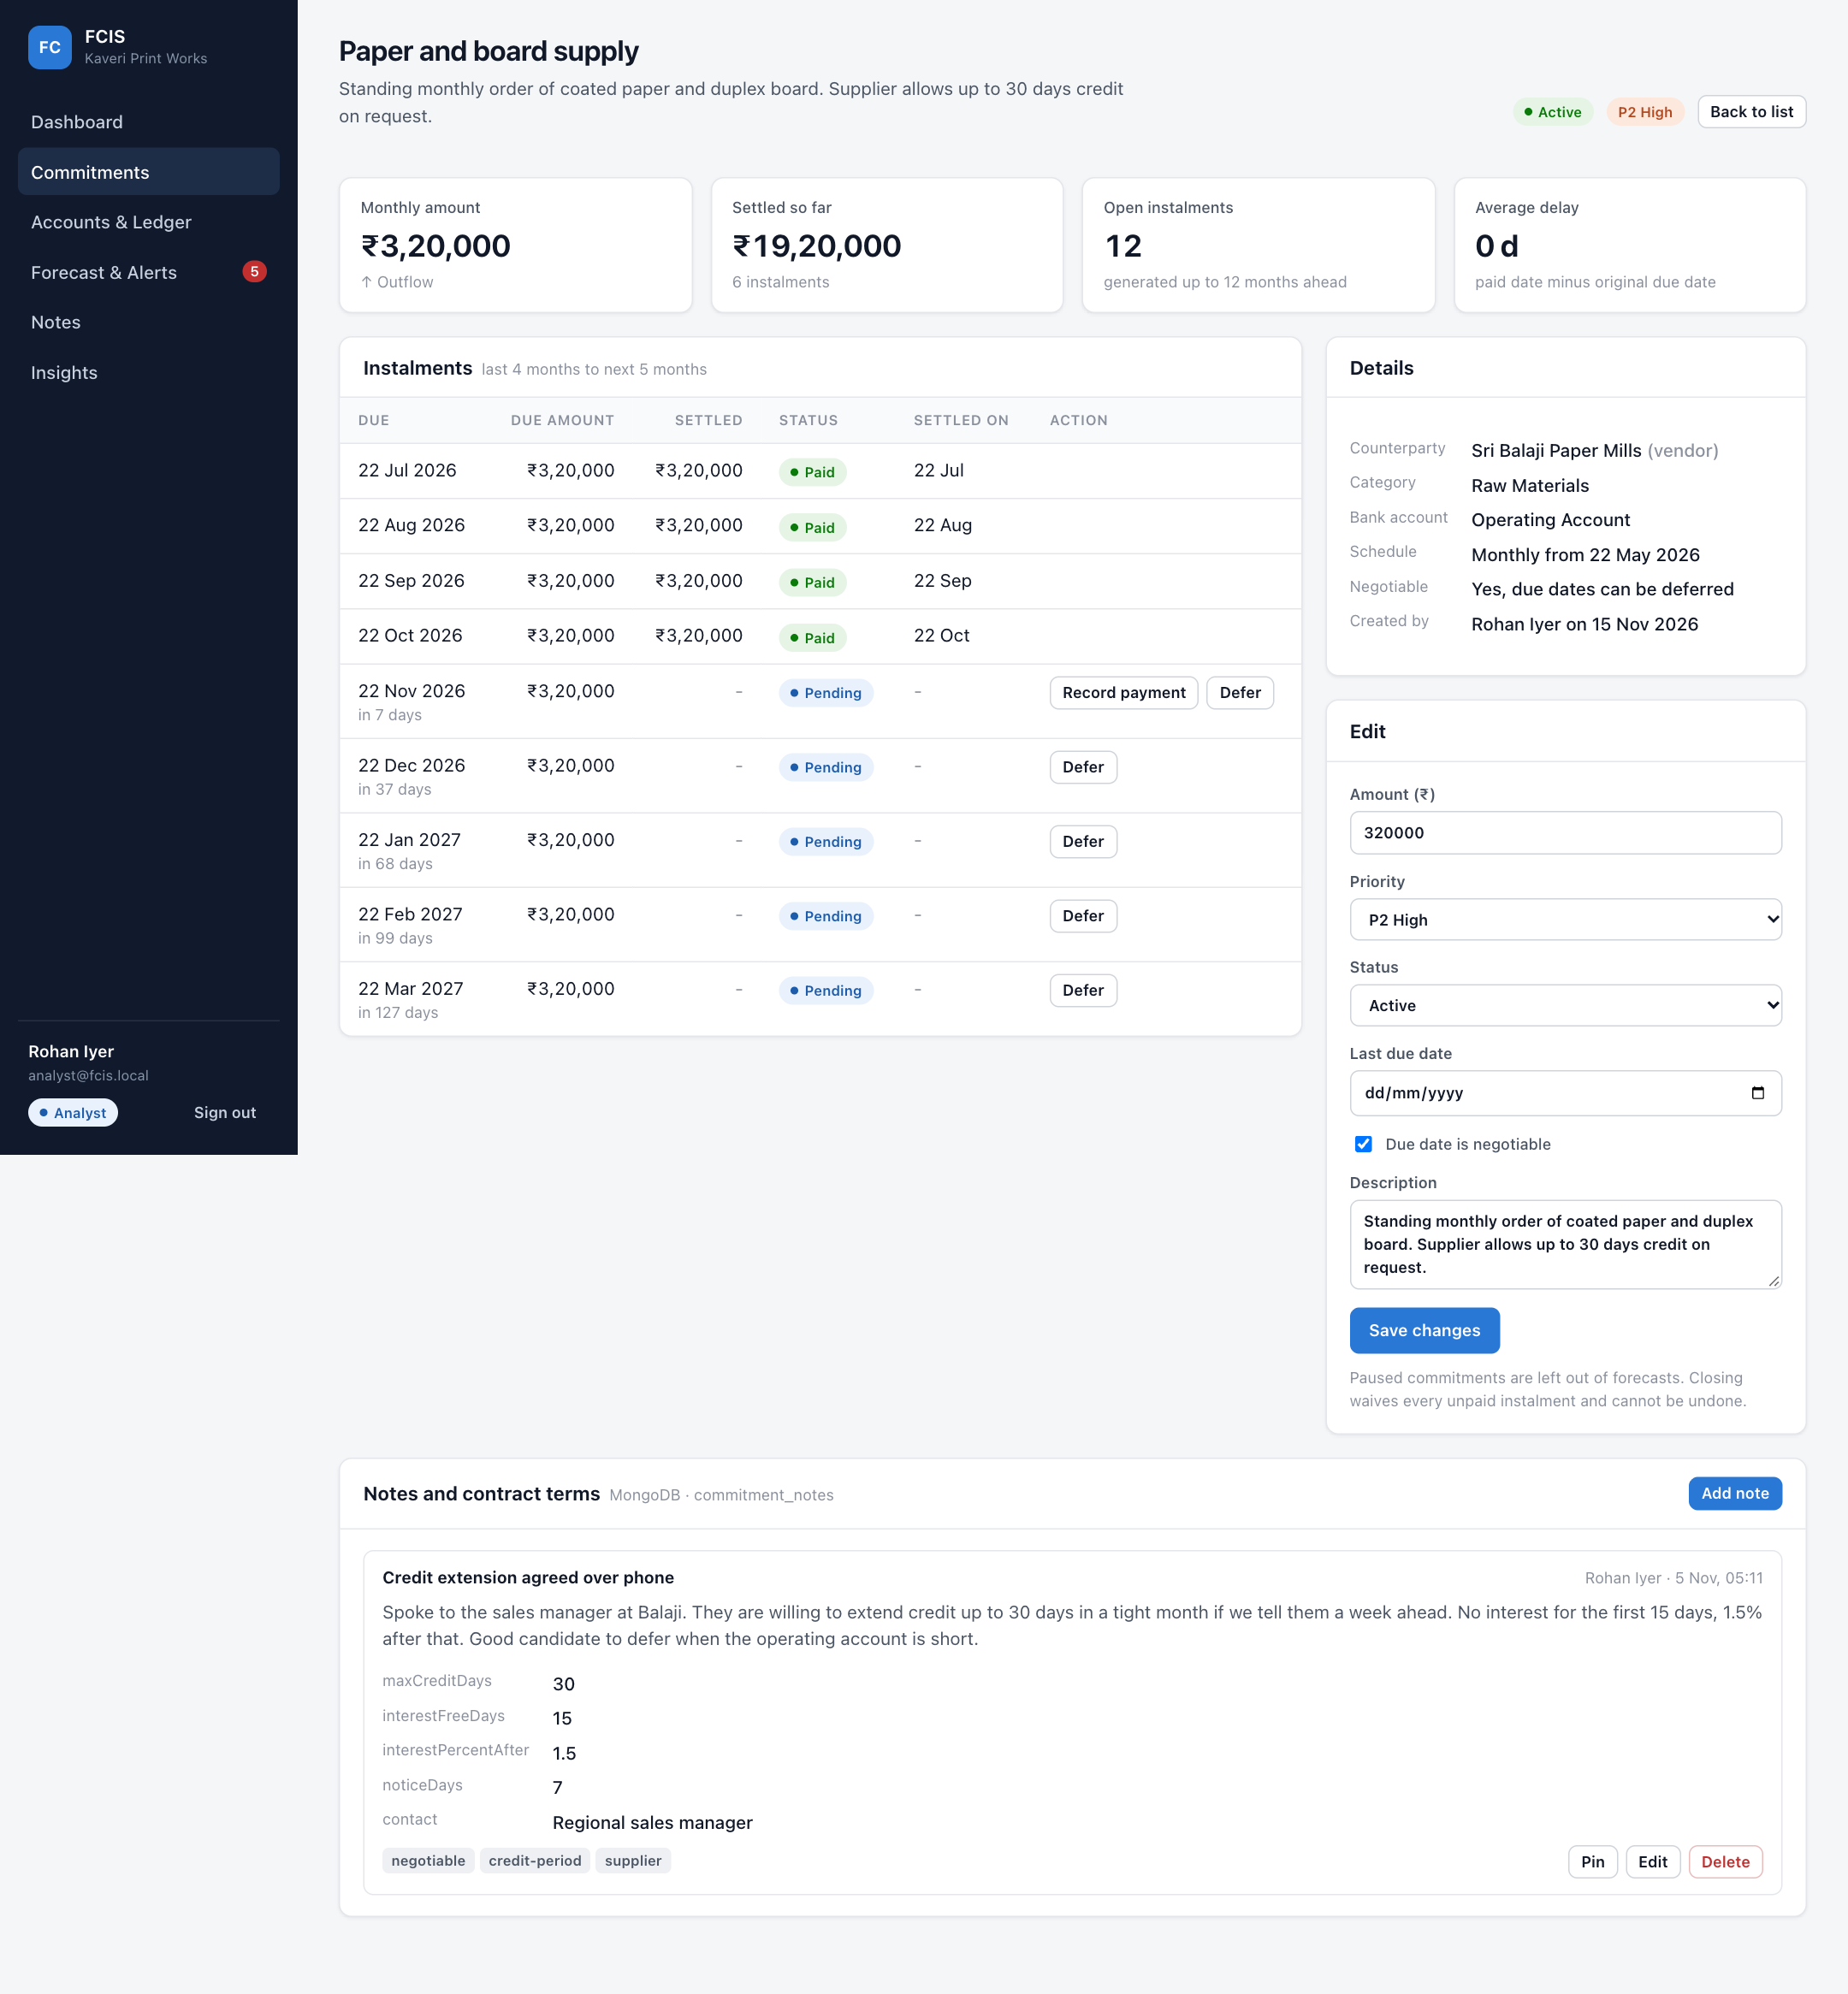 FC
FCIS
Kaveri Print Works
Dashboard
Commitments
Accounts & Ledger
Forecast & Alerts 5
Notes
Insights
Rohan Iyer
analyst@fcis.local
Analyst Sign out
Paper and board supply
Standing monthly order of coated paper and duplex board. Supplier allows up to 30 days credit
on request.
Active P2 High Back to list
Monthly amount
₹3,20,000
↑ Outflow
Settled so far
₹19,20,000
6 instalments
Open instalments
12
generated up to 12 months ahead
Average delay
0 d
paid date minus original due date
Instalments last 4 months to next 5 months
DUE DUE AMOUNT SETTLED STATUS SETTLED ON ACTION
22 Jul 2026 ₹3,20,000 ₹3,20,000 Paid 22 Jul
22 Aug 2026 ₹3,20,000 ₹3,20,000 Paid 22 Aug
22 Sep 2026 ₹3,20,000 ₹3,20,000 Paid 22 Sep
22 Oct 2026 ₹3,20,000 ₹3,20,000 Paid 22 Oct
22 Nov 2026 ₹3,20,000 - Pending - Record payment Defer
in 7 days
22 Dec 2026 ₹3,20,000 - Pending - Defer
in 37 days
22 Jan 2027 ₹3,20,000 - Pending - Defer
in 68 days
22 Feb 2027 ₹3,20,000 - Pending - Defer
in 99 days
22 Mar 2027 ₹3,20,000 - Pending - Defer
in 127 days
Details
Counterparty Sri Balaji Paper Mills (vendor)
Category Raw Materials
Bank account Operating Account
Schedule Monthly from 22 May 2026
Negotiable Yes, due dates can be deferred
Created by Rohan Iyer on 15 Nov 2026
Edit
Amount (₹)
320000
Priority
P2 High
Status
Active
Last due date
dd/mm/yyyy
Due date is negotiable
Description
Standing monthly order of coated paper and duplex
board. Supplier allows up to 30 days credit on
request.
Save changes
Paused commitments are left out of forecasts. Closing
waives every unpaid instalment and cannot be undone.
Notes and contract terms MongoDB · commitment_notes Add note
Credit extension agreed over phone Rohan Iyer · 5 Nov, 05:11
Spoke to the sales manager at Balaji. They are willing to extend credit up to 30 days in a tight month if we tell them a week ahead. No interest for the first 15 days, 1.5%
after that. Good candidate to defer when the operating account is short.
maxCreditDays 30
interestFreeDays 15
interestPercentAfter 1.5
noticeDays 7
contact Regional sales manager
negotiable credit-period supplier Pin Edit Delete